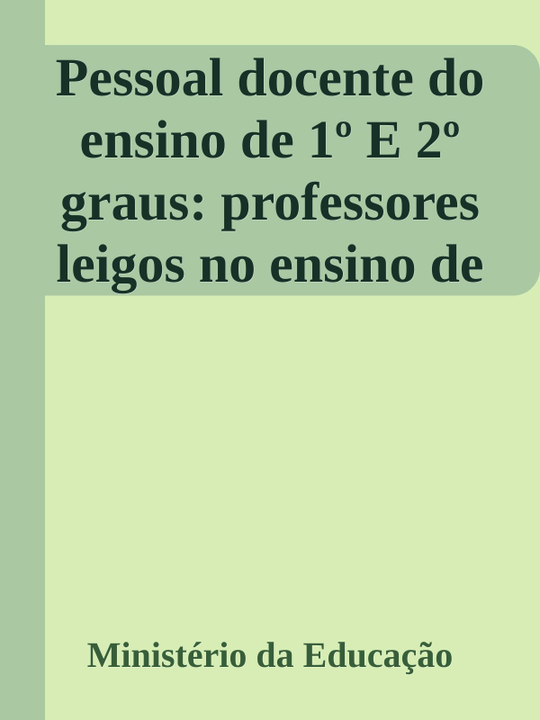 Pessoal docente do
ensino de 1º E 2º
graus: professores
leigos no ensino de
Ministério da Educação